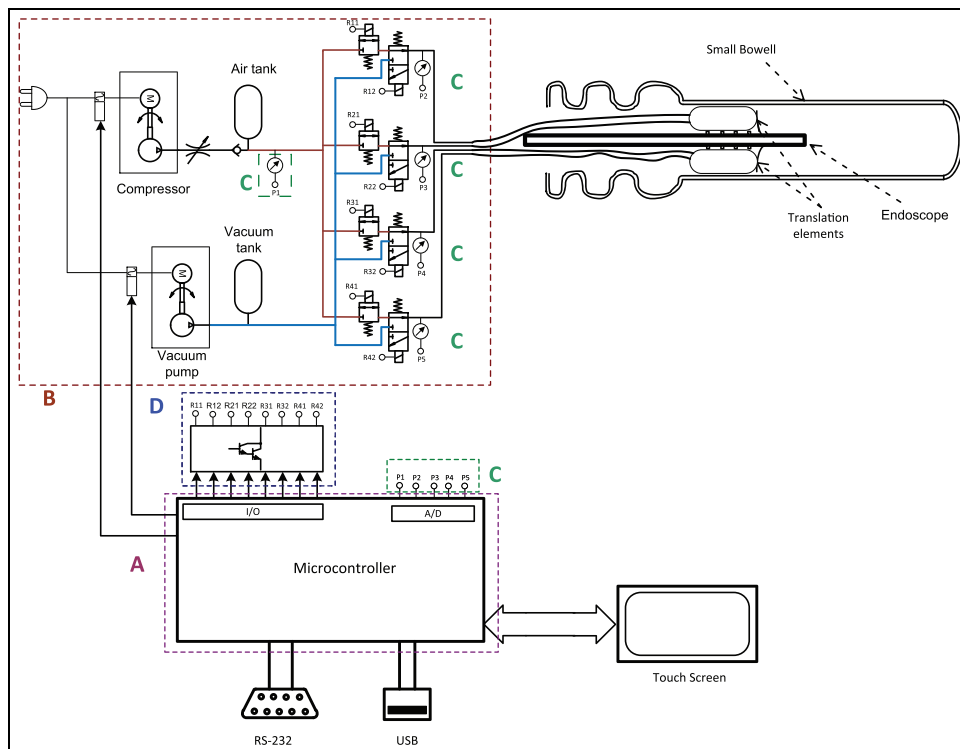 R11
Small Bowell
Air tank
M
C
R12
P2
R21
Compressor
C
P1
C
R22
P3
Translation
elements
Endoscope
R31
Vacuum
tank
C
M
R32
P4
R41
C
Vacuum
pump
R42
P5
B
D
R11 R12 R21 R22 R31 R32 R41 R42
C
P1 P2 P3 P4 P5
I/O
A/D
A
Microcontroller
Touch Screen
RS-232
USB